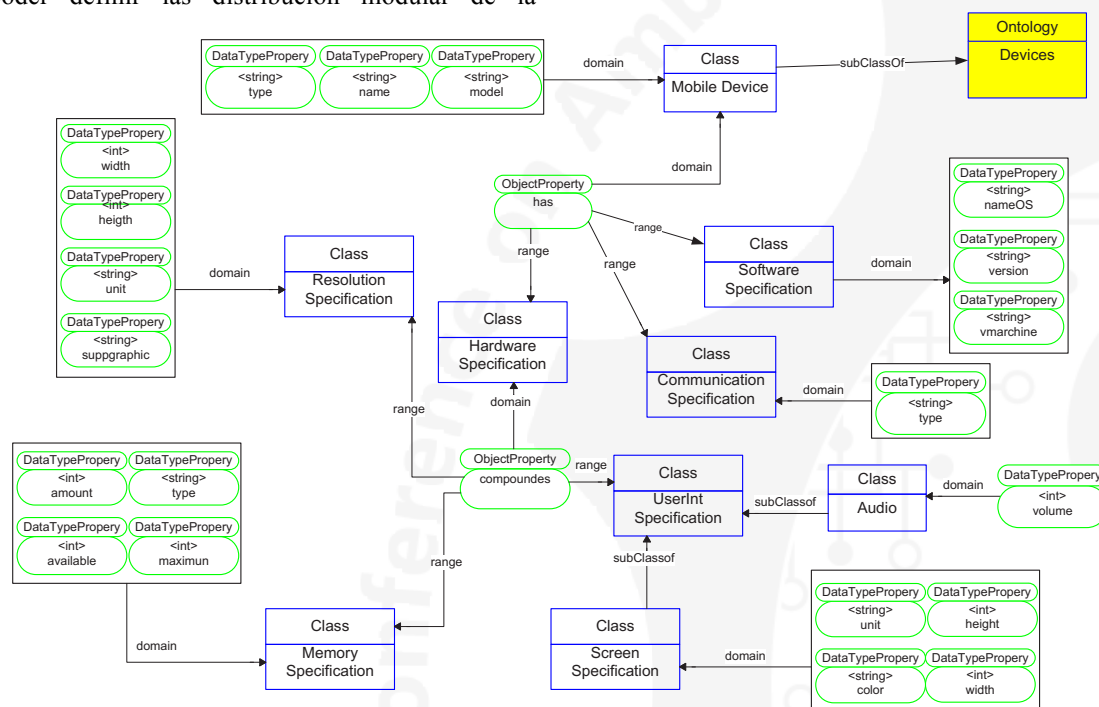 poder definir las distribución modular de la
Ontology
Devices
DataTypePropery
<string>
type
DataTypePropery
<string>
name
DataTypePropery
<string>
model
domain
Class
Mobile Device
subClassOf
DataTypePropery
<int>
width
DataTypePropery
<int>
heigth
DataTypePropery
<string>
unit
DataTypePropery
<string>
suppgraphic
domain
Class
Resolution
Specification
ObjectProperty
has
domain
range
range
range
Class
Software
Specification
domain
DataTypePropery
<string>
nameOS
DataTypePropery
<string>
version
DataTypePropery
<string>
vmarchine
Class
Hardware
Specification
Class
Communication
Specification
domain
DataTypePropery
<string>
type
range
domain
ObjectProperty
compoundes
range
range
Class
UserInt
Specification
subClassof
Class
Audio
domain
DataTypePropery
<int>
volume
DataTypePropery
<int>
amount
DataTypePropery
<string>
type
DataTypePropery
<int>
available
DataTypePropery
<int>
maximun
domain
Class
Memory
Specification
subClassof
Class
Screen
Specification
domain
DataTypePropery
<string>
unit
DataTypePropery
<int>
height
DataTypePropery
<string>
color
DataTypePropery
<int>
width
onference on Amb